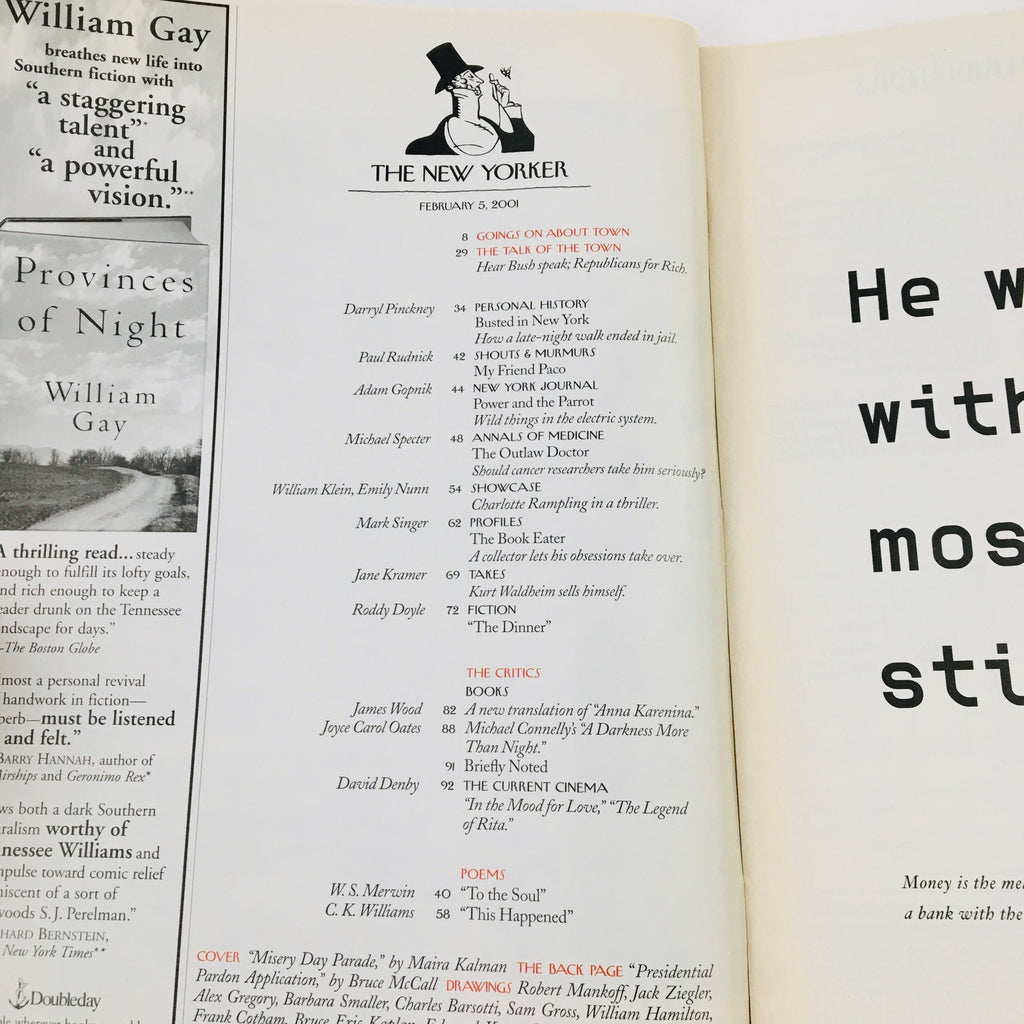 William Gay
breathes new life into
Southern fiction with
“a staggering
talent”*
and
“a powerful
vision.”**
Provinces
of Night
William
Gay
A thrilling read... steady
enough to fulfill its lofty goals,
and rich enough to keep a
reader drunk on the Tennessee
landscape for days.”
–The Boston Globe
most a personal revival
handwork in fiction—
perb—must be listened
and felt.”
BARRY HANNAH, author of
Airships and Geronimo Rex*
ws both a dark Southern
ralism worthy of
nnessee Williams and
mpulse toward comic relief
niscent of a sort of
woods S.J. Perelman.”
HARD BERNSTEIN,
New York Times**
Doubleday
THE NEW YORKER
FEBRUARY 5, 2001
8 GOINGS ON ABOUT TOWN
29 THE TALK OF THE TOWN
Hear Bush speak; Republicans for Rich.
Darryl Pinckney 34 PERSONAL HISTORY
Busted in New York
How a late-night walk ended in jail.
Paul Rudnick 42 SHOUTS & MURMURS
My Friend Paco
Adam Gopnik 44 NEW YORK JOURNAL
Power and the Parrot
Wild things in the electric system.
Michael Specter 48 ANNALS OF MEDICINE
The Outlaw Doctor
Should cancer researchers take him seriously?
William Klein, Emily Nunn 54 SHOWCASE
Charlotte Rampling in a thriller.
Mark Singer 62 PROFILES
The Book Eater
A collector lets his obsessions take over.
Jane Kramer 69 TAKES
Kurt Waldheim sells himself.
Roddy Doyle 72 FICTION
“The Dinner”
THE CRITICS
BOOKS
James Wood 82 A new translation of “Anna Karenina.”
Joyce Carol Oates 88 Michael Connelly's “A Darkness More
Than Night.”
91 Briefly Noted
David Denby 92 THE CURRENT CINEMA
“In the Mood for Love,” “The Legend
of Rita.”
POEMS
W. S. Merwin 40 “To the Soul”
C. K. Williams 58 “This Happened”
COVER “Misery Day Parade,” by Maira Kalman THE BACK PAGE “Presidential
Pardon Application,” by Bruce McCall DRAWINGS Robert Mankoff, Jack Ziegler,
Alex Gregory, Barbara Smaller, Charles Barsotti, Sam Gross, William Hamilton,
Frank Cotham, Bruce Eric Kaplan,
He w
with
mos
sti
Money is the me
a bank with the